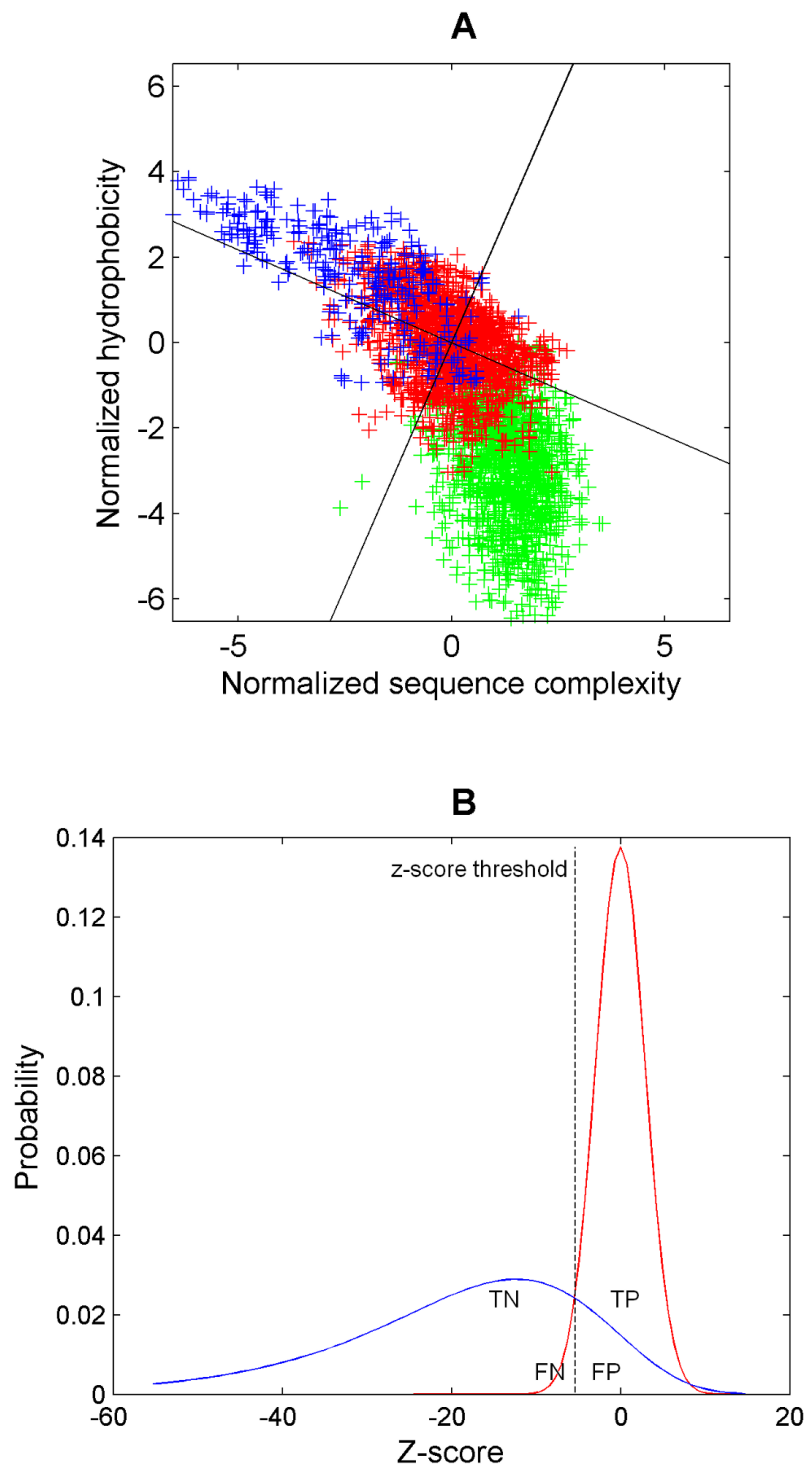 A
6
4
2
0
-2
-4
-6
Normalized hydrophobicity
-5 0 5
Normalized sequence complexity
B
0.14
0.12
0.1
0.08
0.06
0.04
0.02
0
Probability
z-score threshold
TN TP
FN FP
-60 -40 -20 0 20
Z-score